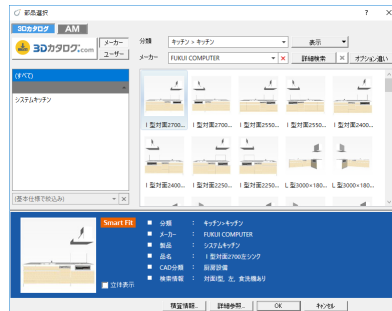 部品選択
? ×
3Dカタログ AM
3Dカタログ.com
メーカー
ユーザー
分類 キッチン > キッチン 表示
メーカー FUKUI COMPUTER × 詳細検索 × オプション違い
(すべて)
システムキッチン
(基本仕様で絞込み) ×
I 型対面2700... I 型対面2700... I 型対面2550... I 型対面2550... I 型対面2400...
I 型対面2400... I 型対面2250... I 型対面2250... L 型3000×180... L 型3000×180...
Smart Fit
立体表示
■ 分類 : キッチン>キッチン
■ メーカー : FUKUI COMPUTER
■ 製品 : システムキッチン
■ 品名 : I 型対面2700左シンク
■ CAD分類 : 厨房設備
■ 検索情報 : 対面I型, 左, 食洗機あり
積算情報... 詳細参照... OK キャンセル